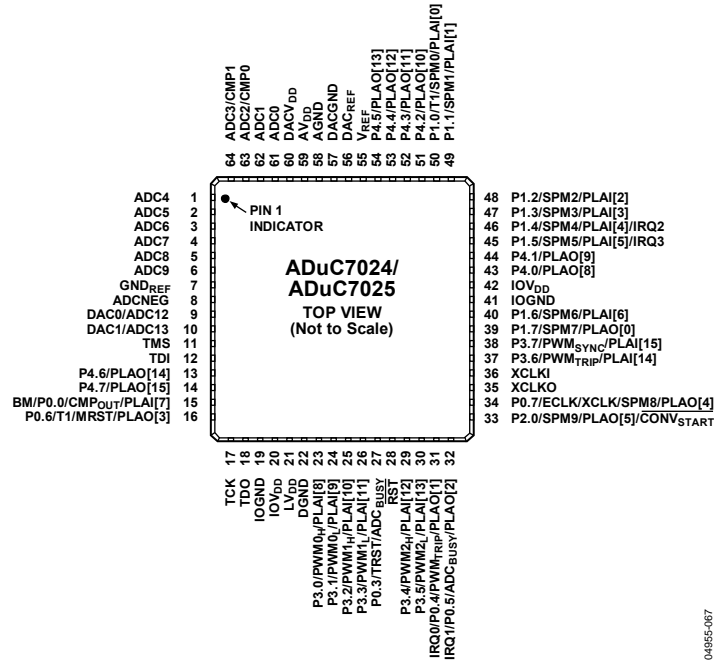 64 ADC3/CMP1
63 ADC2/CMP0
62 ADC1
61 ADC0
60 DACVDD
59 AVDD
58 AGND
57 DACGND
56 DACREF
55 VREF
54 P4.5/PLAO[13]
53 P4.4/PLAO[12]
52 P4.3/PLAO[11]
51 P4.2/PLAO[10]
50 P1.0/T1/SPM0/PLAI[0]
49 P1.1/SPM1/PLAI[1]
ADC4 1
ADC5 2
ADC6 3
ADC7 4
ADC8 5
ADC9 6
GNDREF 7
ADCNEG 8
DAC0/ADC12 9
DAC1/ADC13 10
TMS 11
TDI 12
P4.6/PLAO[14] 13
P4.7/PLAO[15] 14
BM/P0.0/CMPOUT/PLAI[7] 15
P0.6/T1/MRST/PLAO[3] 16
PIN 1
INDICATOR
ADuC7024/
ADuC7025
TOP VIEW
(Not to Scale)
48 P1.2/SPM2/PLAI[2]
47 P1.3/SPM3/PLAI[3]
46 P1.4/SPM4/PLAI[4]/IRQ2
45 P1.5/SPM5/PLAI[5]/IRQ3
44 P4.1/PLAO[9]
43 P4.0/PLAO[8]
42 IOVDD
41 IOGND
40 P1.6/SPM6/PLAI[6]
39 P1.7/SPM7/PLAO[0]
38 P3.7/PWMSYNC/PLAI[15]
37 P3.6/PWMTRIP/PLAI[14]
36 XCLKI
35 XCLKO
34 P0.7/ECLK/XCLK/SPM8/PLAO[4]
33 P2.0/SPM9/PLAO[5]/CONVSTART
TCK 17
TDO 18
IOGND 19
IOVDD 20
LVDD 21
DGND 22
P3.0/PWM0H/PLAI[8] 23
P3.1/PWM0L/PLAI[9] 24
P3.2/PWM1H/PLAI[10] 25
P3.3/PWM1L/PLAI[11] 26
P0.3/TRST/ADCBUSY 27
RST 28
P3.4/PWM2H/PLAI[12] 29
P3.5/PWM2L/PLAI[13] 30
IRQ0/P0.4/PWMTRIP/PLAO[1] 31
IRQ1/P0.5/ADCBUSY/PLAO[2] 32
04955-067